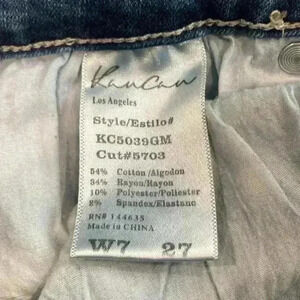 KanCan
Los Angeles
Style/Estilo#
KC5039GM
Cut#5703
54% Cotton/Algodon
34% Rayon/Rayon
10% Polyester/Poliester
2% Spandex/Elastano
RN# 144635
Made in CHINA
W7 27